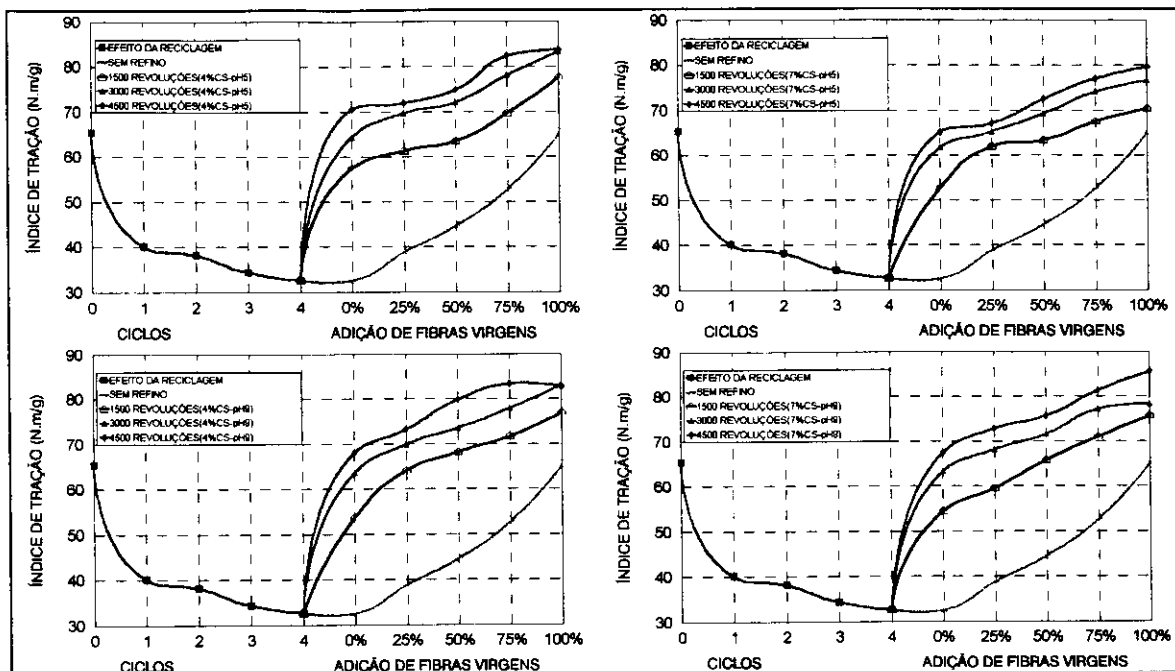 ÍNDICE DE TRAÇÃO (N.m/g)
90
80
70
60
50
40
30
EFEITO DA RECICLAGEM
SEM REFINO
1500 REVOLUÇÕES(4%CS-pH5)
3000 REVOLUÇÕES(4%CS-pH5)
4500 REVOLUÇÕES(4%CS-pH5)
0 1 2 3 4 0% 25% 50% 75% 100%
CICLOS ADIÇÃO DE FIBRAS VIRGENS
ÍNDICE DE TRAÇÃO (N.m/g)
90
80
70
60
50
40
30
EFEITO DA RECICLAGEM
SEM REFINO
1500 REVOLUÇÕES(7%CS-pH5)
3000 REVOLUÇÕES(7%CS-pH5)
4500 REVOLUÇÕES(7%CS-pH5)
0 1 2 3 4 0% 25% 50% 75% 100%
CICLOS ADIÇÃO DE FIBRAS VIRGENS
ÍNDICE DE TRAÇÃO (N.m/g)
90
80
70
60
50
40
30
EFEITO DA RECICLAGEM
SEM REFINO
1500 REVOLUÇÕES(4%CS-pH9)
3000 REVOLUÇÕES(4%CS-pH9)
4500 REVOLUÇÕES(4%CS-pH9)
0 1 2 3 4 0% 25% 50% 75% 100%
CICLOS ADIÇÃO DE FIBRAS VIRGENS
ÍNDICE DE TRAÇÃO (N.m/g)
90
80
70
60
50
40
30
EFEITO DA RECICLAGEM
SEM REFINO
1500 REVOLUÇÕES(7%CS-pH9)
3000 REVOLUÇÕES(7%CS-pH9)
4500 REVOLUÇÕES(7%CS-pH9)
0 1 2 3 4 0% 25% 50% 75% 100%
CICLOS ADIÇÃO DE FIBRAS VIRGENS